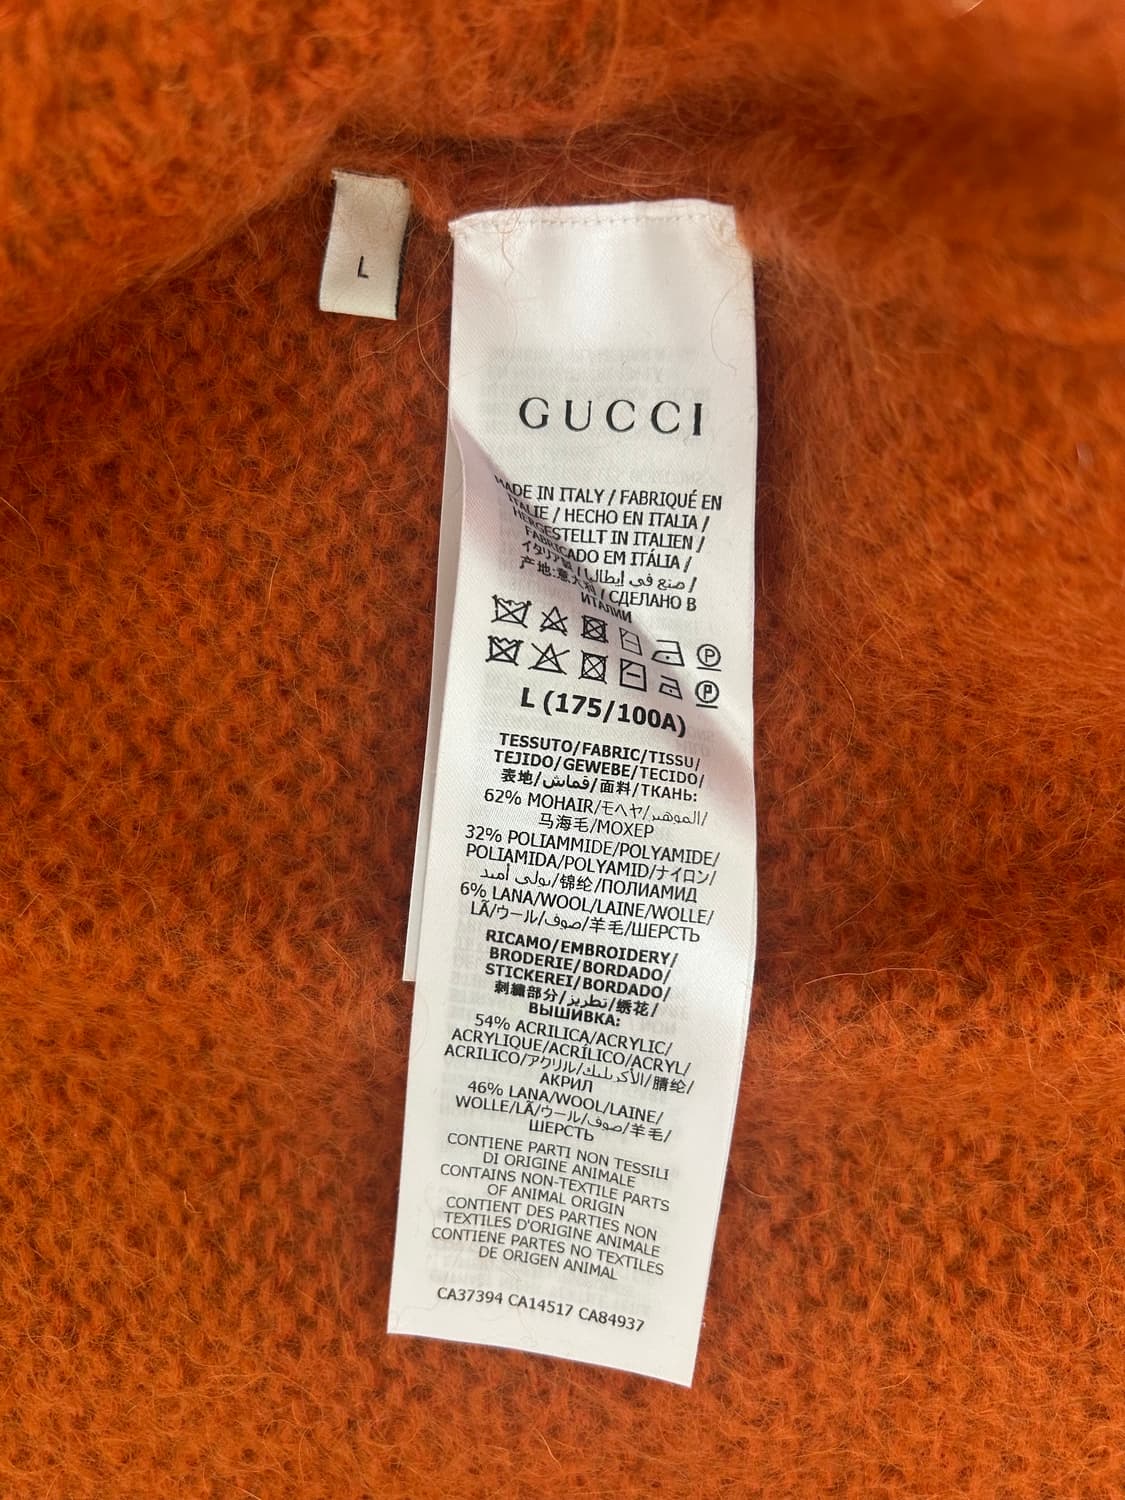 L
GUCCI
MADE IN ITALY / FABRIQUÉ EN
ITALIE / HECHO EN ITALIA /
HERGESTELLT IN ITALIEN /
FABRICADO EM ITÁLIA /
イタリア製 / صنع في إيطاليا /
产地:意大利 / СДЕЛАНО В
ИТАЛИИ
L (175/100A)
TESSUTO/FABRIC/TISSU/
TEJIDO/GEWEBE/TECIDO/
表地/قماش/面料/ТКАНЬ:
62% MOHAIR/モヘヤ/الموهير/
马海毛/МОХЕР
32% POLIAMMIDE/POLYAMIDE/
POLIAMIDA/POLYAMID/ナイロン/
بولي أميد/锦纶/ПОЛИАМИД
6% LANA/WOOL/LAINE/WOLLE/
LÃ/ウール/صوف/羊毛/ШЕРСТЬ
RICAMO/EMBROIDERY/
BRODERIE/BORDADO/
STICKEREI/BORDADO/
刺繍部分/تطريز/绣花/
ВЫШИВКА:
54% ACRILICA/ACRYLIC/
ACRYLIQUE/ACRÍLICO/ACRYL/
ACRILICO/アクリル/الأكريليك/腈纶/
АКРИЛ
46% LANA/WOOL/LAINE/
WOLLE/LÃ/ウール/صوف/羊毛/
ШЕРСТЬ
CONTIENE PARTI NON TESSILI
DI ORIGINE ANIMALE
CONTAINS NON-TEXTILE PARTS
OF ANIMAL ORIGIN
CONTIENT DES PARTIES NON
TEXTILES D'ORIGINE ANIMALE
CONTIENE PARTES NO TEXTILES
DE ORIGEN ANIMAL
CA37394 CA14517 CA84937